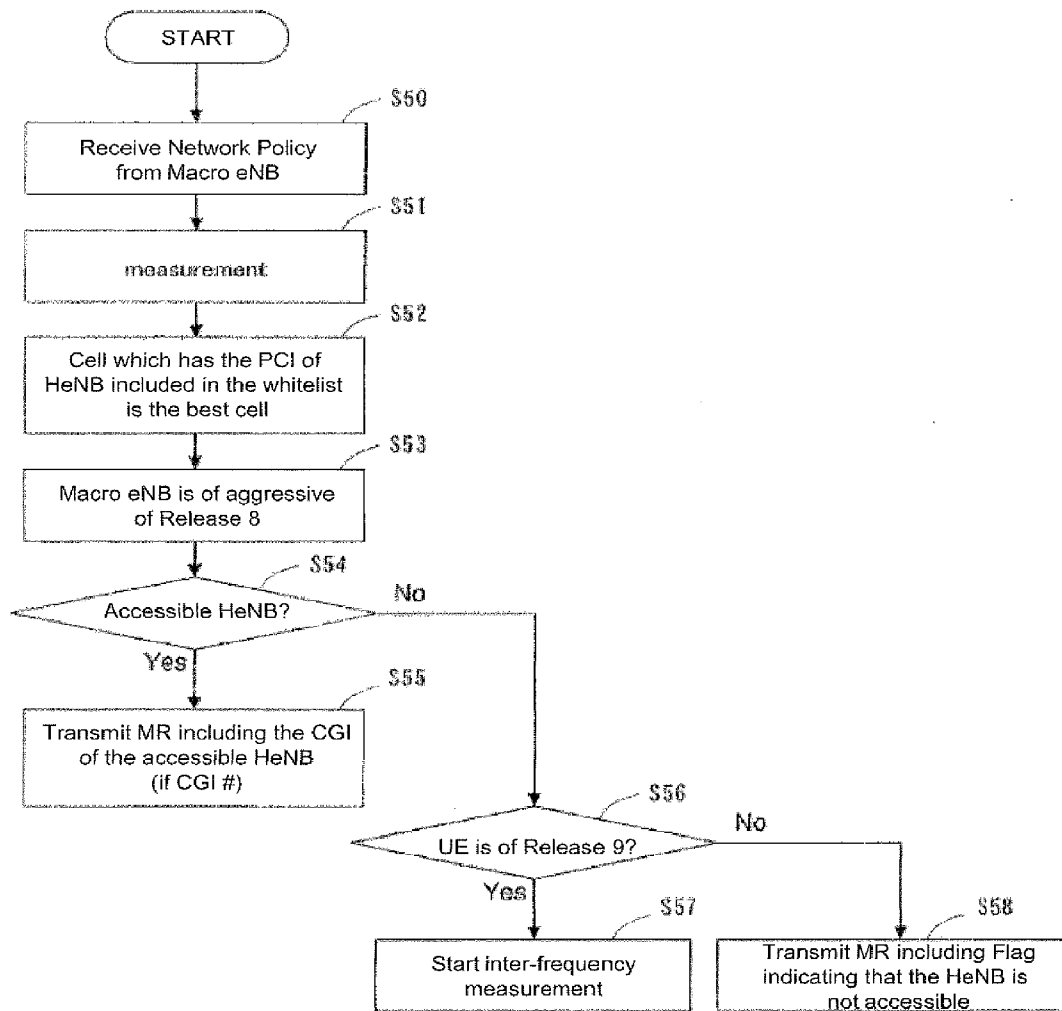 START
S50
Receive Network Policy
from Macro eNB
S51
measurement
S52
Cell which has the PCI of
HeNB included in the whitelist
is the best cell
S53
Macro eNB is of aggressive
of Release 8
S54
Accessible HeNB?
No
Yes
S55
Transmit MR including the CGI
of the accessible HeNB
(if CGI #)
S56
UE is of Release 9?
No
Yes
S57
Start inter-frequency
measurement
S58
Transmit MR including Flag
indicating that the HeNB is
not accessible